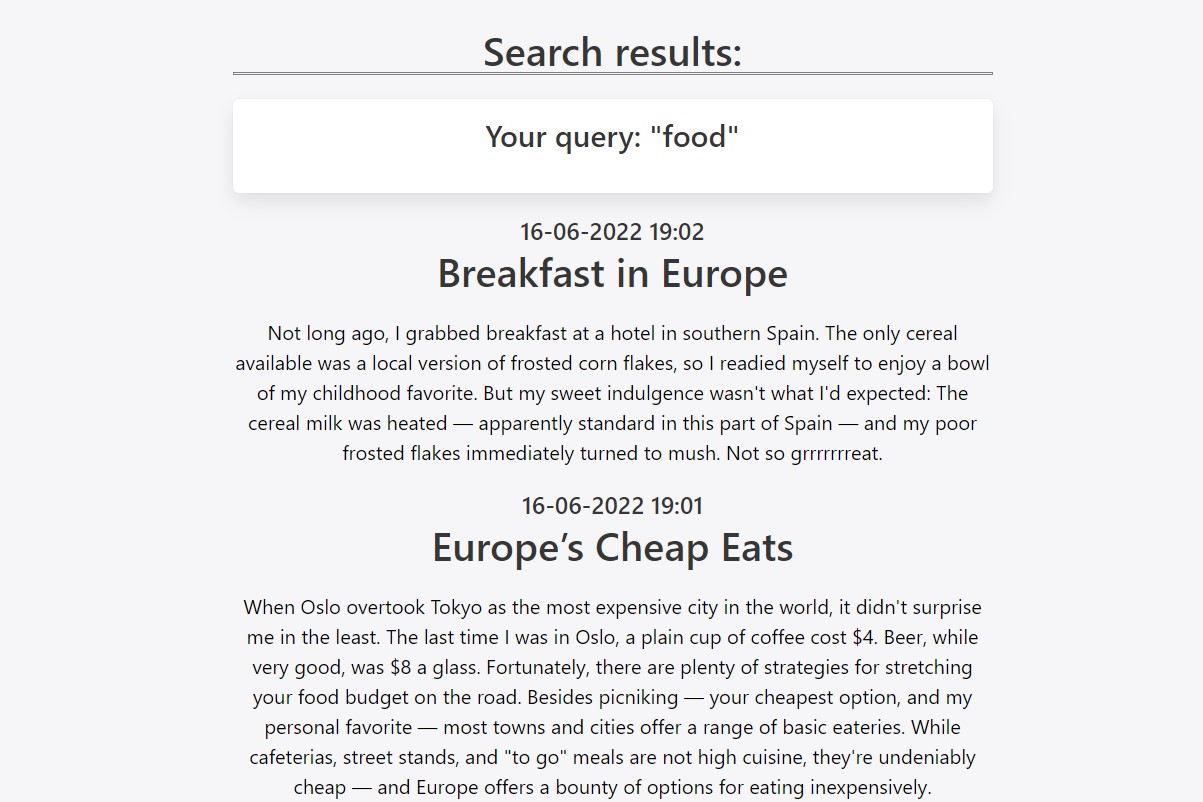 Search results:
Your query: "food"
16-06-2022 19:02
Breakfast in Europe
Not long ago, I grabbed breakfast at a hotel in southern Spain. The only cereal
available was a local version of frosted corn flakes, so I readied myself to enjoy a bowl
of my childhood favorite. But my sweet indulgence wasn't what I'd expected: The
cereal milk was heated — apparently standard in this part of Spain — and my poor
frosted flakes immediately turned to mush. Not so grrrrrrreat.
16-06-2022 19:01
Europe’s Cheap Eats
When Oslo overtook Tokyo as the most expensive city in the world, it didn't surprise
me in the least. The last time I was in Oslo, a plain cup of coffee cost $4. Beer, while
very good, was $8 a glass. Fortunately, there are plenty of strategies for stretching
your food budget on the road. Besides picniking — your cheapest option, and my
personal favorite — most towns and cities offer a range of basic eateries. While
cafeterias, street stands, and "to go" meals are not high cuisine, they're undeniably
cheap — and Europe offers a bounty of options for eating inexpensively.